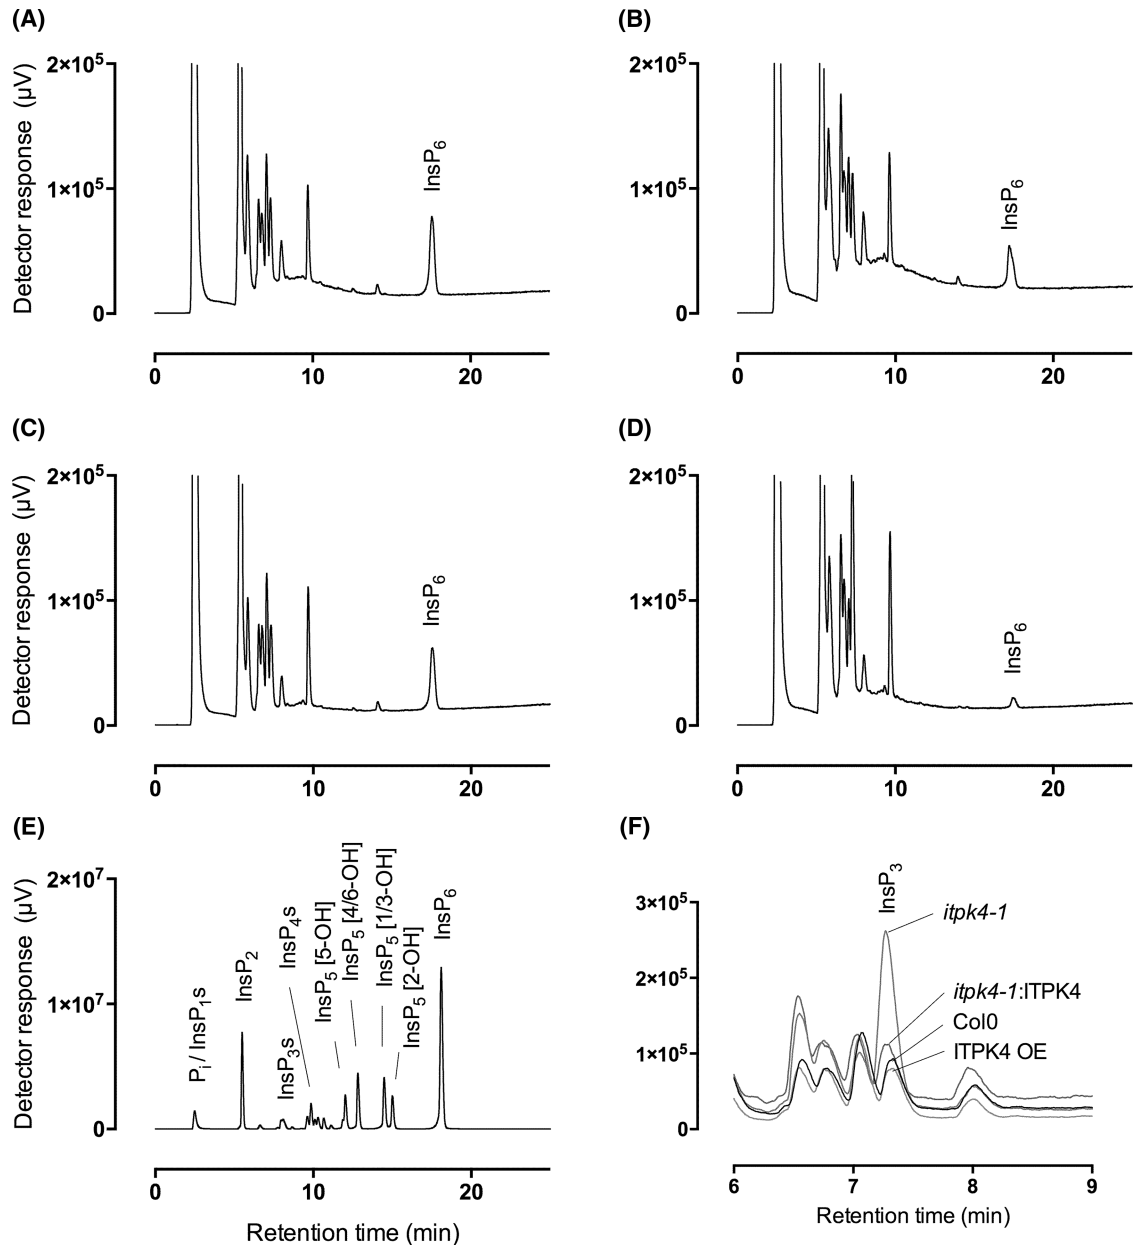 (A)
Detector response (µV)
2×10⁵
1×10⁵
0
InsP₆
0 10 20
(B)
2×10⁵
1×10⁵
0
InsP₆
0 10 20
(C)
Detector response (µV)
2×10⁵
1×10⁵
0
InsP₆
0 10 20
(D)
2×10⁵
1×10⁵
0
InsP₆
0 10 20
(E)
Detector response (µV)
2×10⁷
1×10⁷
0
Pᵢ / InsP₁s
InsP₂
InsP₃s
InsP₄s
InsP₅ [5-OH]
InsP₅ [4/6-OH]
InsP₅ [1/3-OH]
InsP₅ [2-OH]
InsP₆
0 10 20
Retention time (min)
(F)
3×10⁵
2×10⁵
1×10⁵
0
InsP₃
itpk4-1
itpk4-1:ITPK4
Col0
ITPK4 OE
6 7 8 9
Retention time (min)